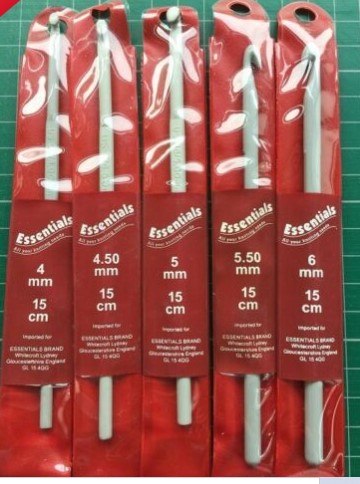 Essentials
All your knitting needs
4
mm
15
cm
Imported for
ESSENTIALS BRAND
Whitecroft Lydney
Gloucestershire England
GL 15 4GG
Essentials
All your knitting needs
4.50
mm
15
cm
Imported for
ESSENTIALS BRAND
Whitecroft Lydney
Gloucestershire England
GL 15 4GG
Essentials
All your knitting needs
5
mm
15
cm
Imported for
ESSENTIALS BRAND
Whitecroft Lydney
Gloucestershire England
GL 15 4GG
Essentials
All your knitting needs
5.50
mm
15
cm
Imported for
ESSENTIALS BRAND
Whitecroft Lydney
Gloucestershire England
GL 15 4GG
Essentials
All your knitting needs
6
mm
15
cm
Imported for
ESSENTIALS BRAND
Whitecroft Lydney
Gloucestershire England
GL 15 4GG